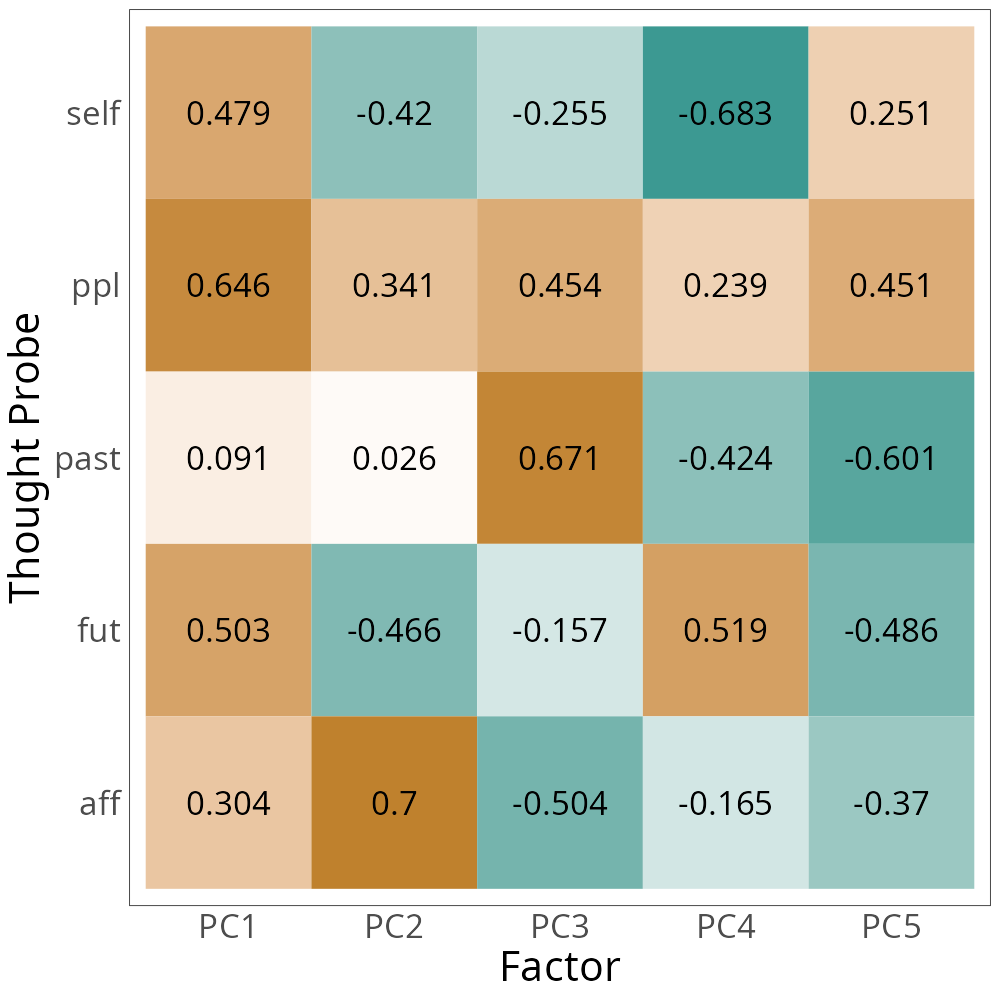 Thought Probe
self 0.479 -0.42 -0.255 -0.683 0.251
ppl 0.646 0.341 0.454 0.239 0.451
past 0.091 0.026 0.671 -0.424 -0.601
fut 0.503 -0.466 -0.157 0.519 -0.486
aff 0.304 0.7 -0.504 -0.165 -0.37
PC1 PC2 PC3 PC4 PC5
Factor